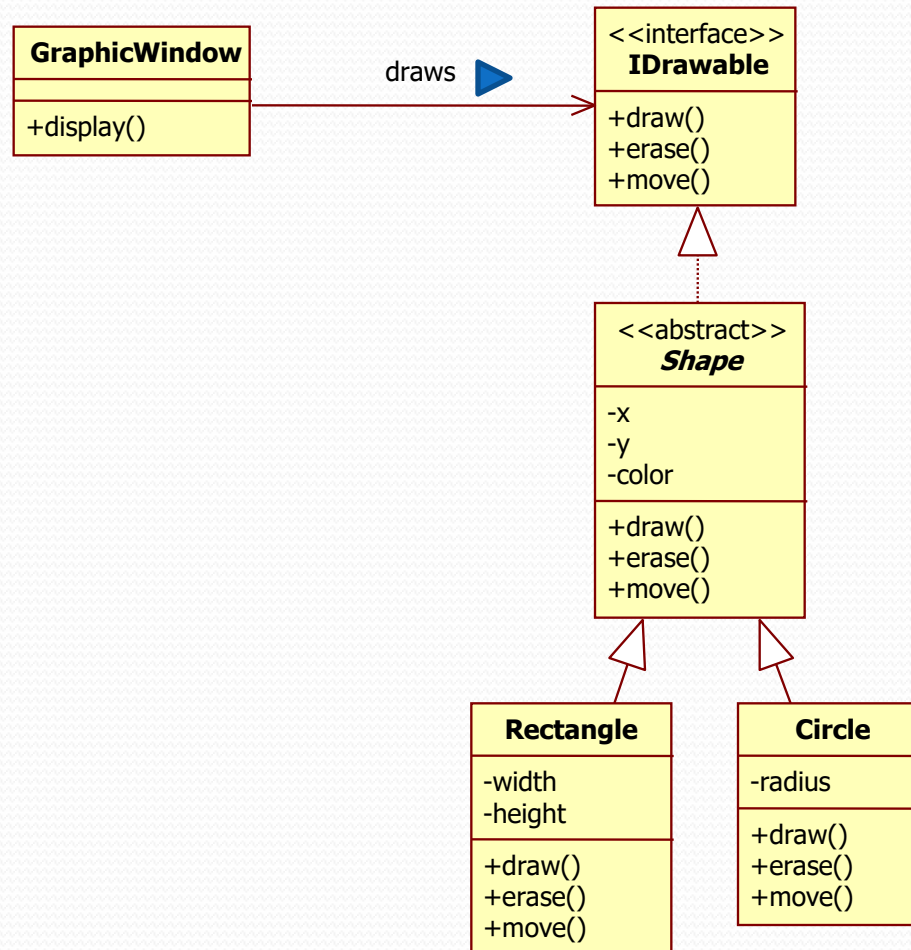 GraphicWindow
+display()
draws
<<interface>>
IDrawable
+draw()
+erase()
+move()
<<abstract>>
Shape
-x
-y
-color
+draw()
+erase()
+move()
Rectangle
-width
-height
+draw()
+erase()
+move()
Circle
-radius
+draw()
+erase()
+move()